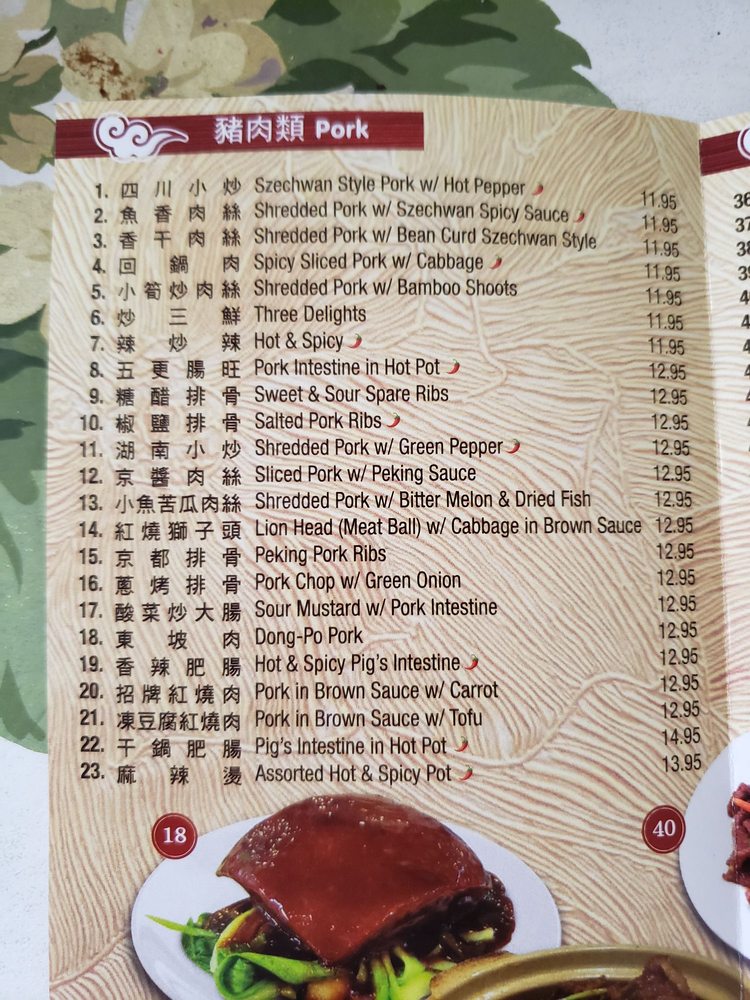 豬肉類 Pork
1. 四川小炒 Szechwan Style Pork w/ Hot Pepper 11.95
2. 魚香肉絲 Shredded Pork w/ Szechwan Spicy Sauce 11.95
3. 香干肉絲 Shredded Pork w/ Bean Curd Szechwan Style 11.95
4. 回鍋肉 Spicy Sliced Pork w/ Cabbage 11.95
5. 小筍炒肉絲 Shredded Pork w/ Bamboo Shoots 11.95
6. 炒三鮮 Three Delights 11.95
7. 辣炒辣 Hot & Spicy 11.95
8. 五更腸旺 Pork Intestine in Hot Pot 12.95
9. 糖醋排骨 Sweet & Sour Spare Ribs 12.95
10. 椒鹽排骨 Salted Pork Ribs 12.95
11. 湖南小炒 Shredded Pork w/ Green Pepper 12.95
12. 京醬肉絲 Sliced Pork w/ Peking Sauce 12.95
13. 小魚苦瓜肉絲 Shredded Pork w/ Bitter Melon & Dried Fish 12.95
14. 紅燒獅子頭 Lion Head (Meat Ball) w/ Cabbage in Brown Sauce 12.95
15. 京都排骨 Peking Pork Ribs 12.95
16. 蔥烤排骨 Pork Chop w/ Green Onion 12.95
17. 酸菜炒大腸 Sour Mustard w/ Pork Intestine 12.95
18. 東坡肉 Dong-Po Pork 12.95
19. 香辣肥腸 Hot & Spicy Pig's Intestine 12.95
20. 招牌紅燒肉 Pork in Brown Sauce w/ Carrot 12.95
21. 凍豆腐紅燒肉 Pork in Brown Sauce w/ Tofu 12.95
22. 干鍋肥腸 Pig's Intestine in Hot Pot 14.95
23. 麻辣燙 Assorted Hot & Spicy Pot 13.95
18
40
36
37
38
39